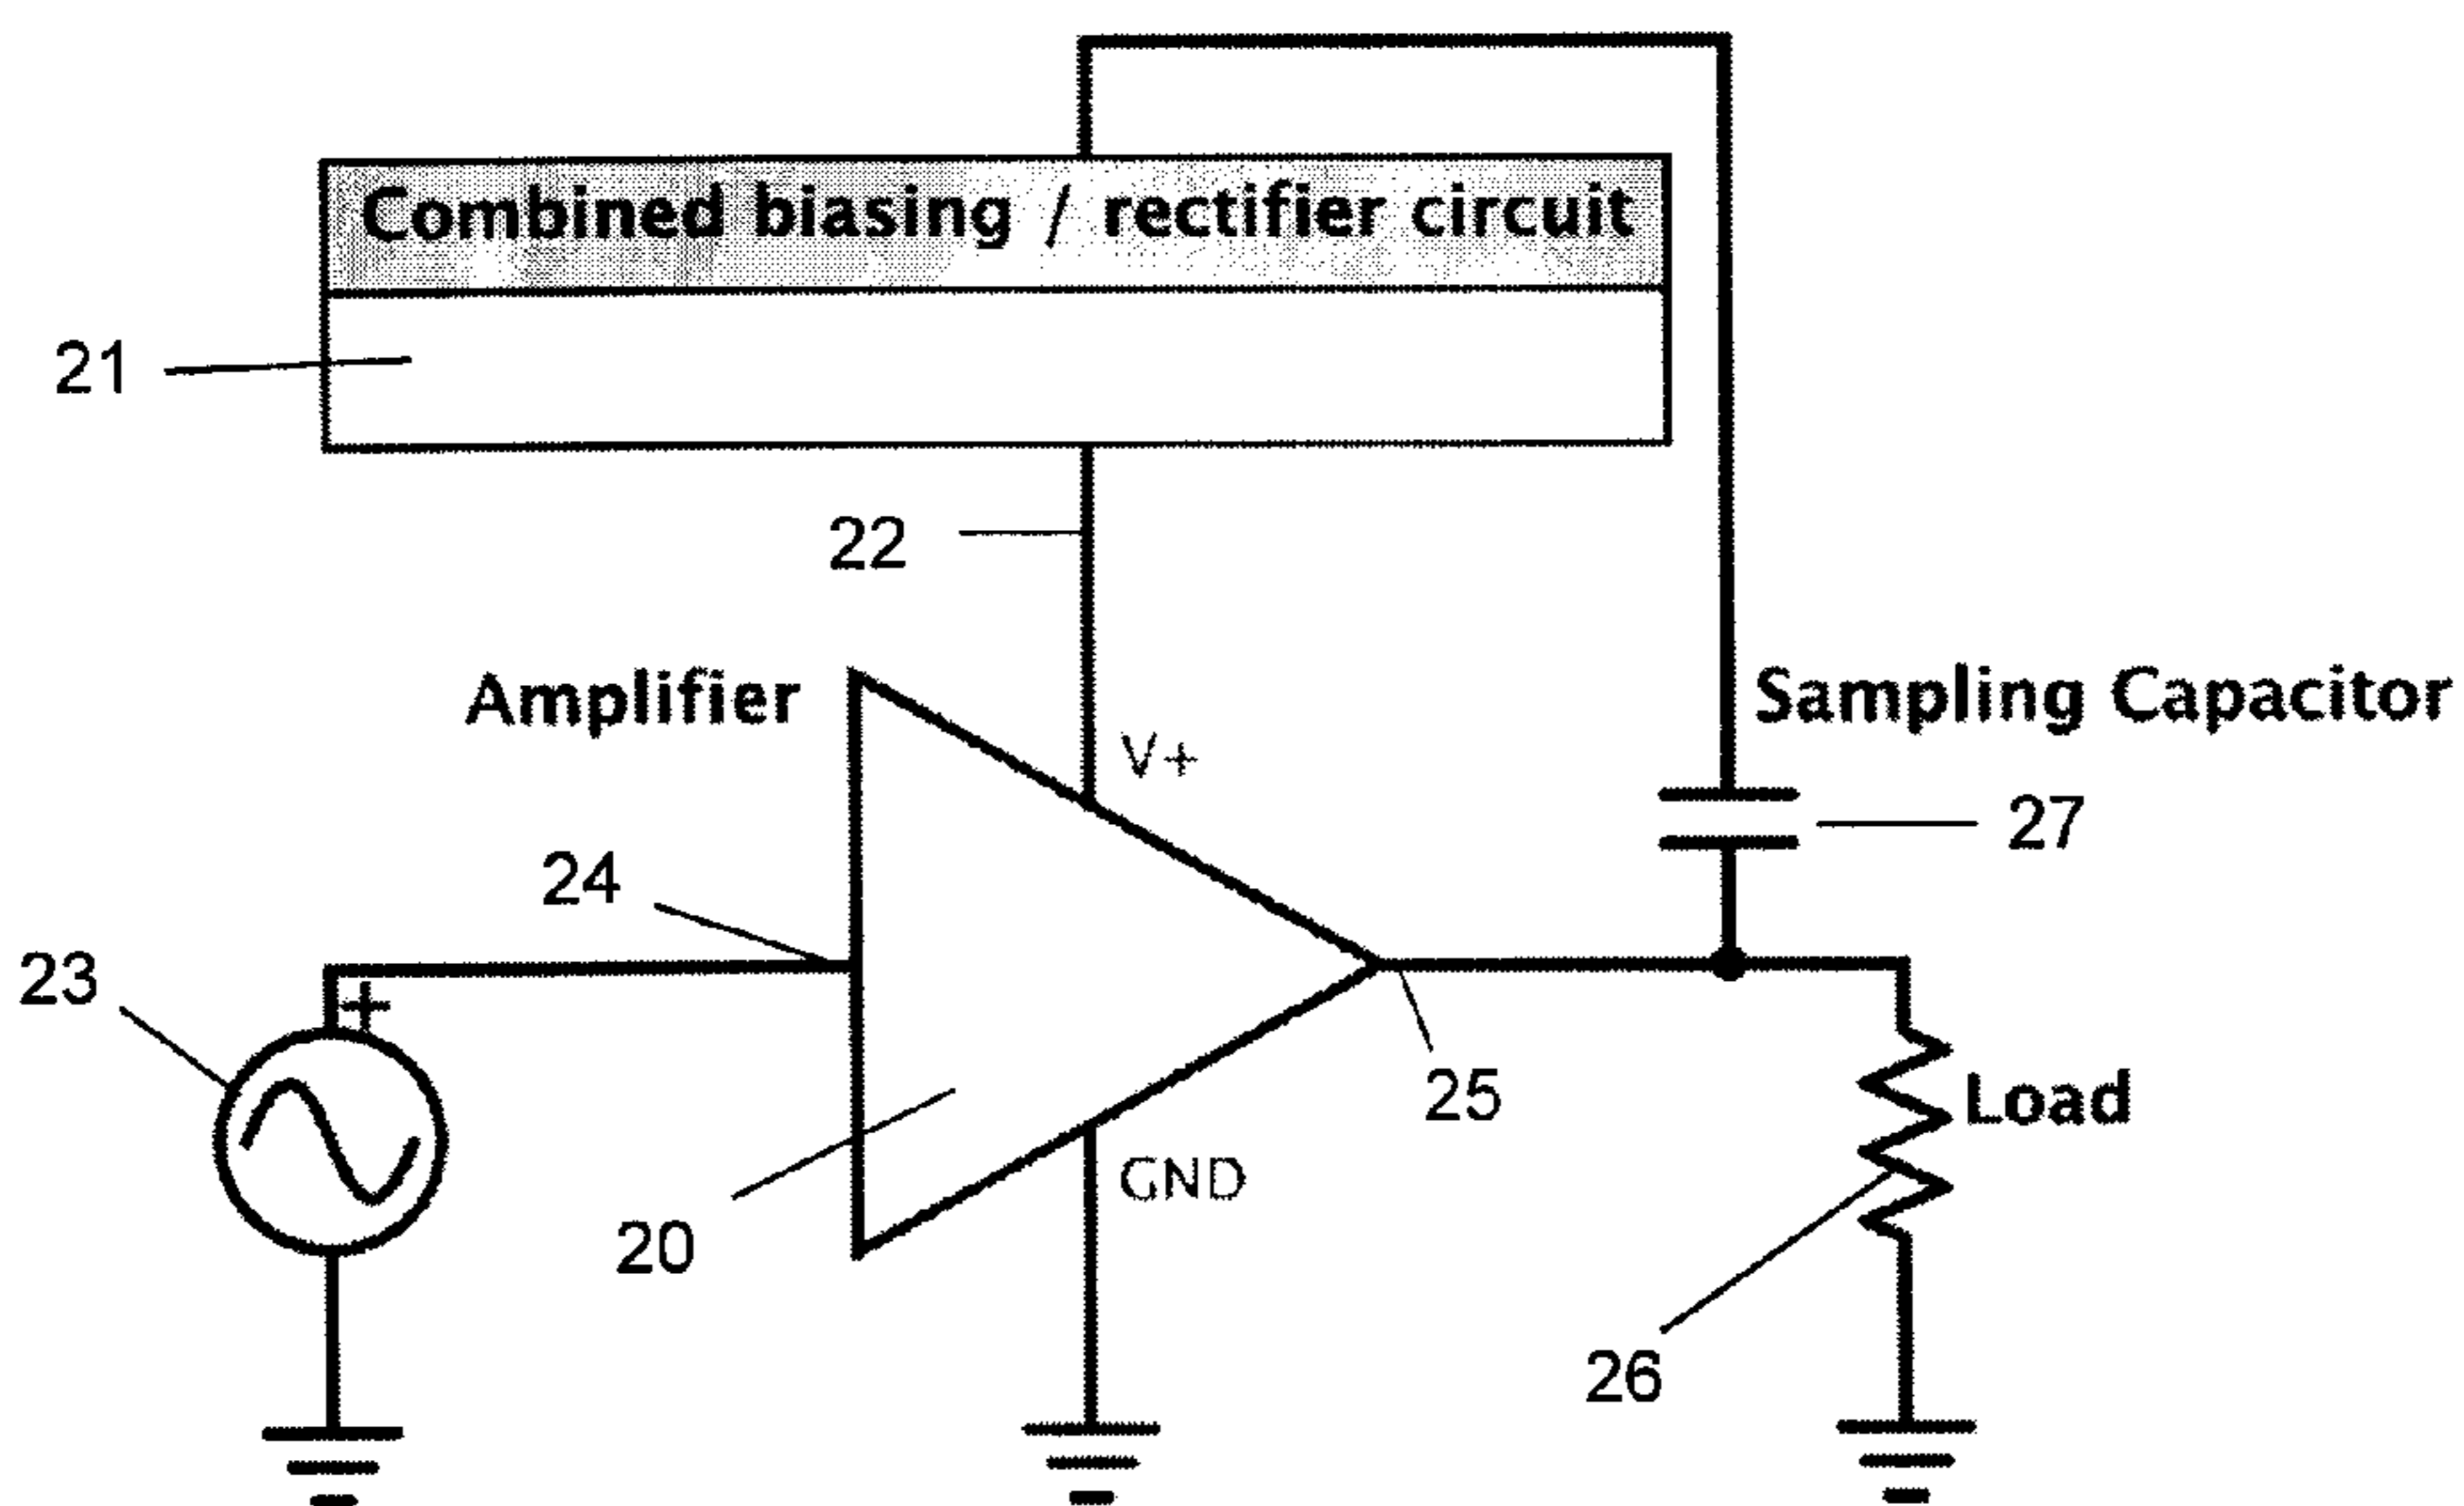 Combined biasing / rectifier circuit
21
22
Amplifier
V+
Sampling Capacitor
27
24
23
+
25
Load
GND
20
26